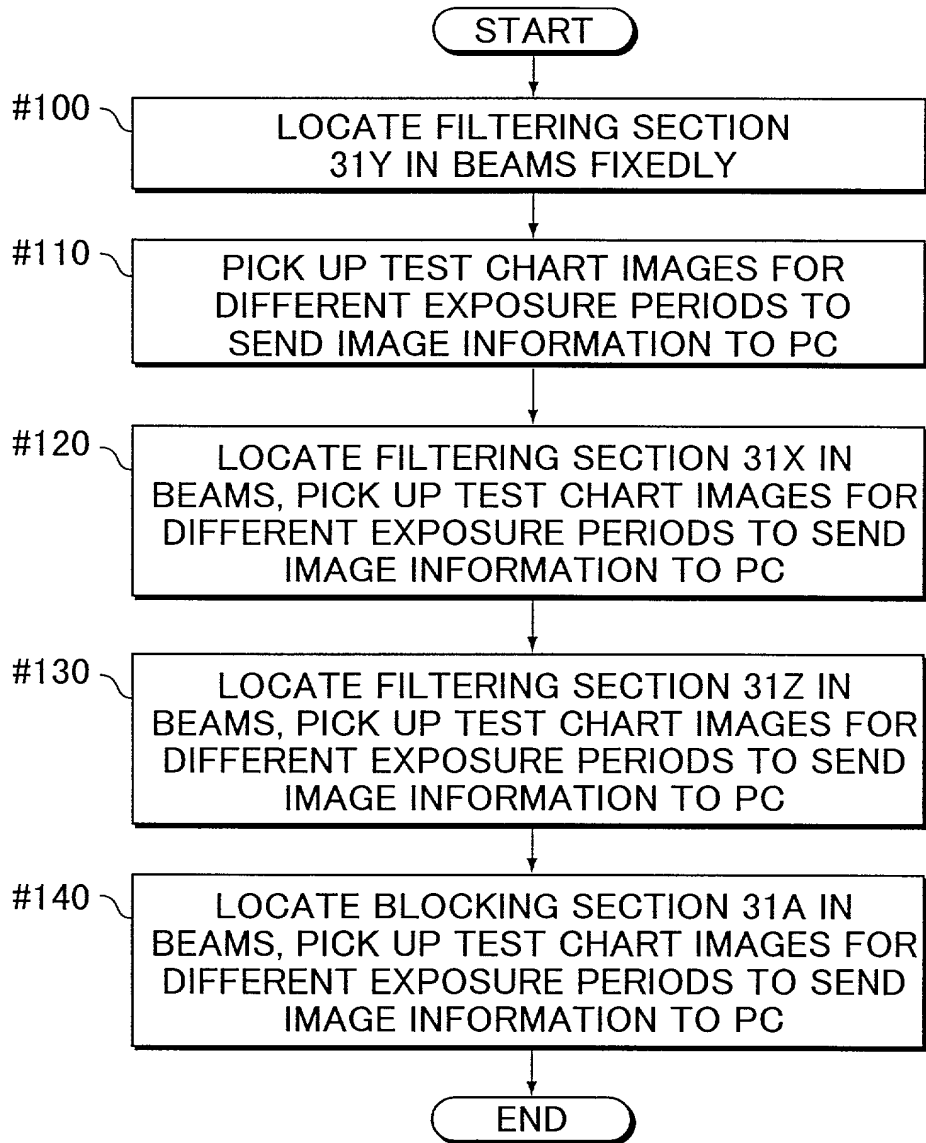 START
#100
LOCATE FILTERING SECTION
31Y IN BEAMS FIXEDLY
#110
PICK UP TEST CHART IMAGES FOR
DIFFERENT EXPOSURE PERIODS TO
SEND IMAGE INFORMATION TO PC
#120
LOCATE FILTERING SECTION 31X IN
BEAMS, PICK UP TEST CHART IMAGES FOR
DIFFERENT EXPOSURE PERIODS TO SEND
IMAGE INFORMATION TO PC
#130
LOCATE FILTERING SECTION 31Z IN
BEAMS, PICK UP TEST CHART IMAGES FOR
DIFFERENT EXPOSURE PERIODS TO SEND
IMAGE INFORMATION TO PC
#140
LOCATE BLOCKING SECTION 31A IN
BEAMS, PICK UP TEST CHART IMAGES FOR
DIFFERENT EXPOSURE PERIODS TO SEND
IMAGE INFORMATION TO PC
END